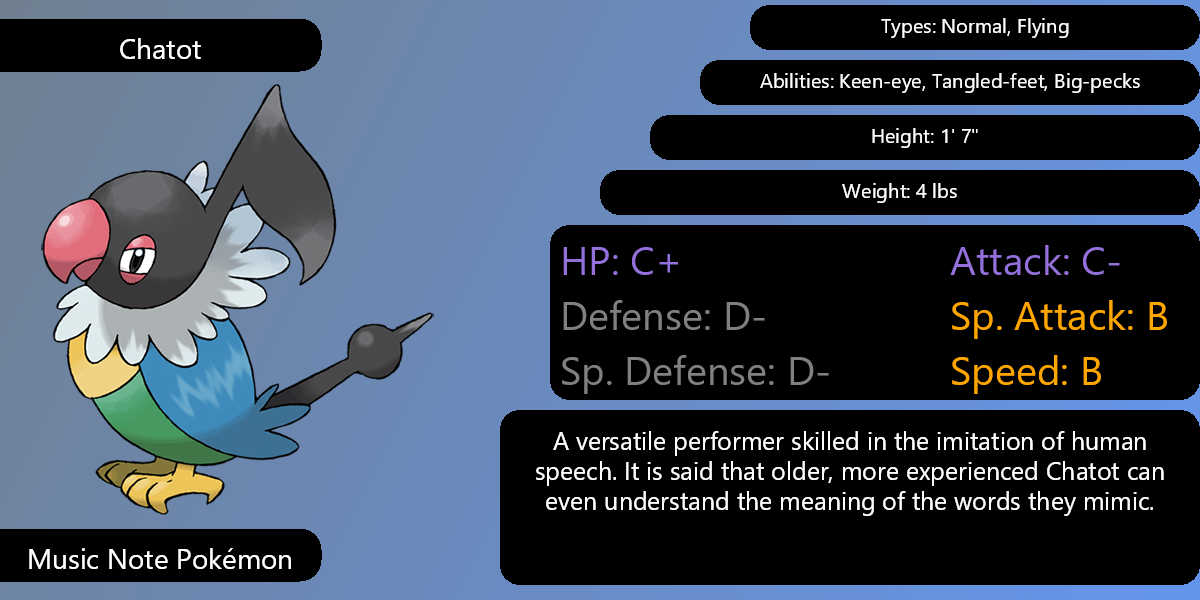 Chatot
Types: Normal, Flying
Abilities: Keen-eye, Tangled-feet, Big-pecks
Height: 1' 7"
Weight: 4 lbs
HP: C+
Attack: C-
Defense: D-
Sp. Attack: B
Sp. Defense: D-
Speed: B
A versatile performer skilled in the imitation of human
speech. It is said that older, more experienced Chatot can
even understand the meaning of the words they mimic.
Music Note Pokémon